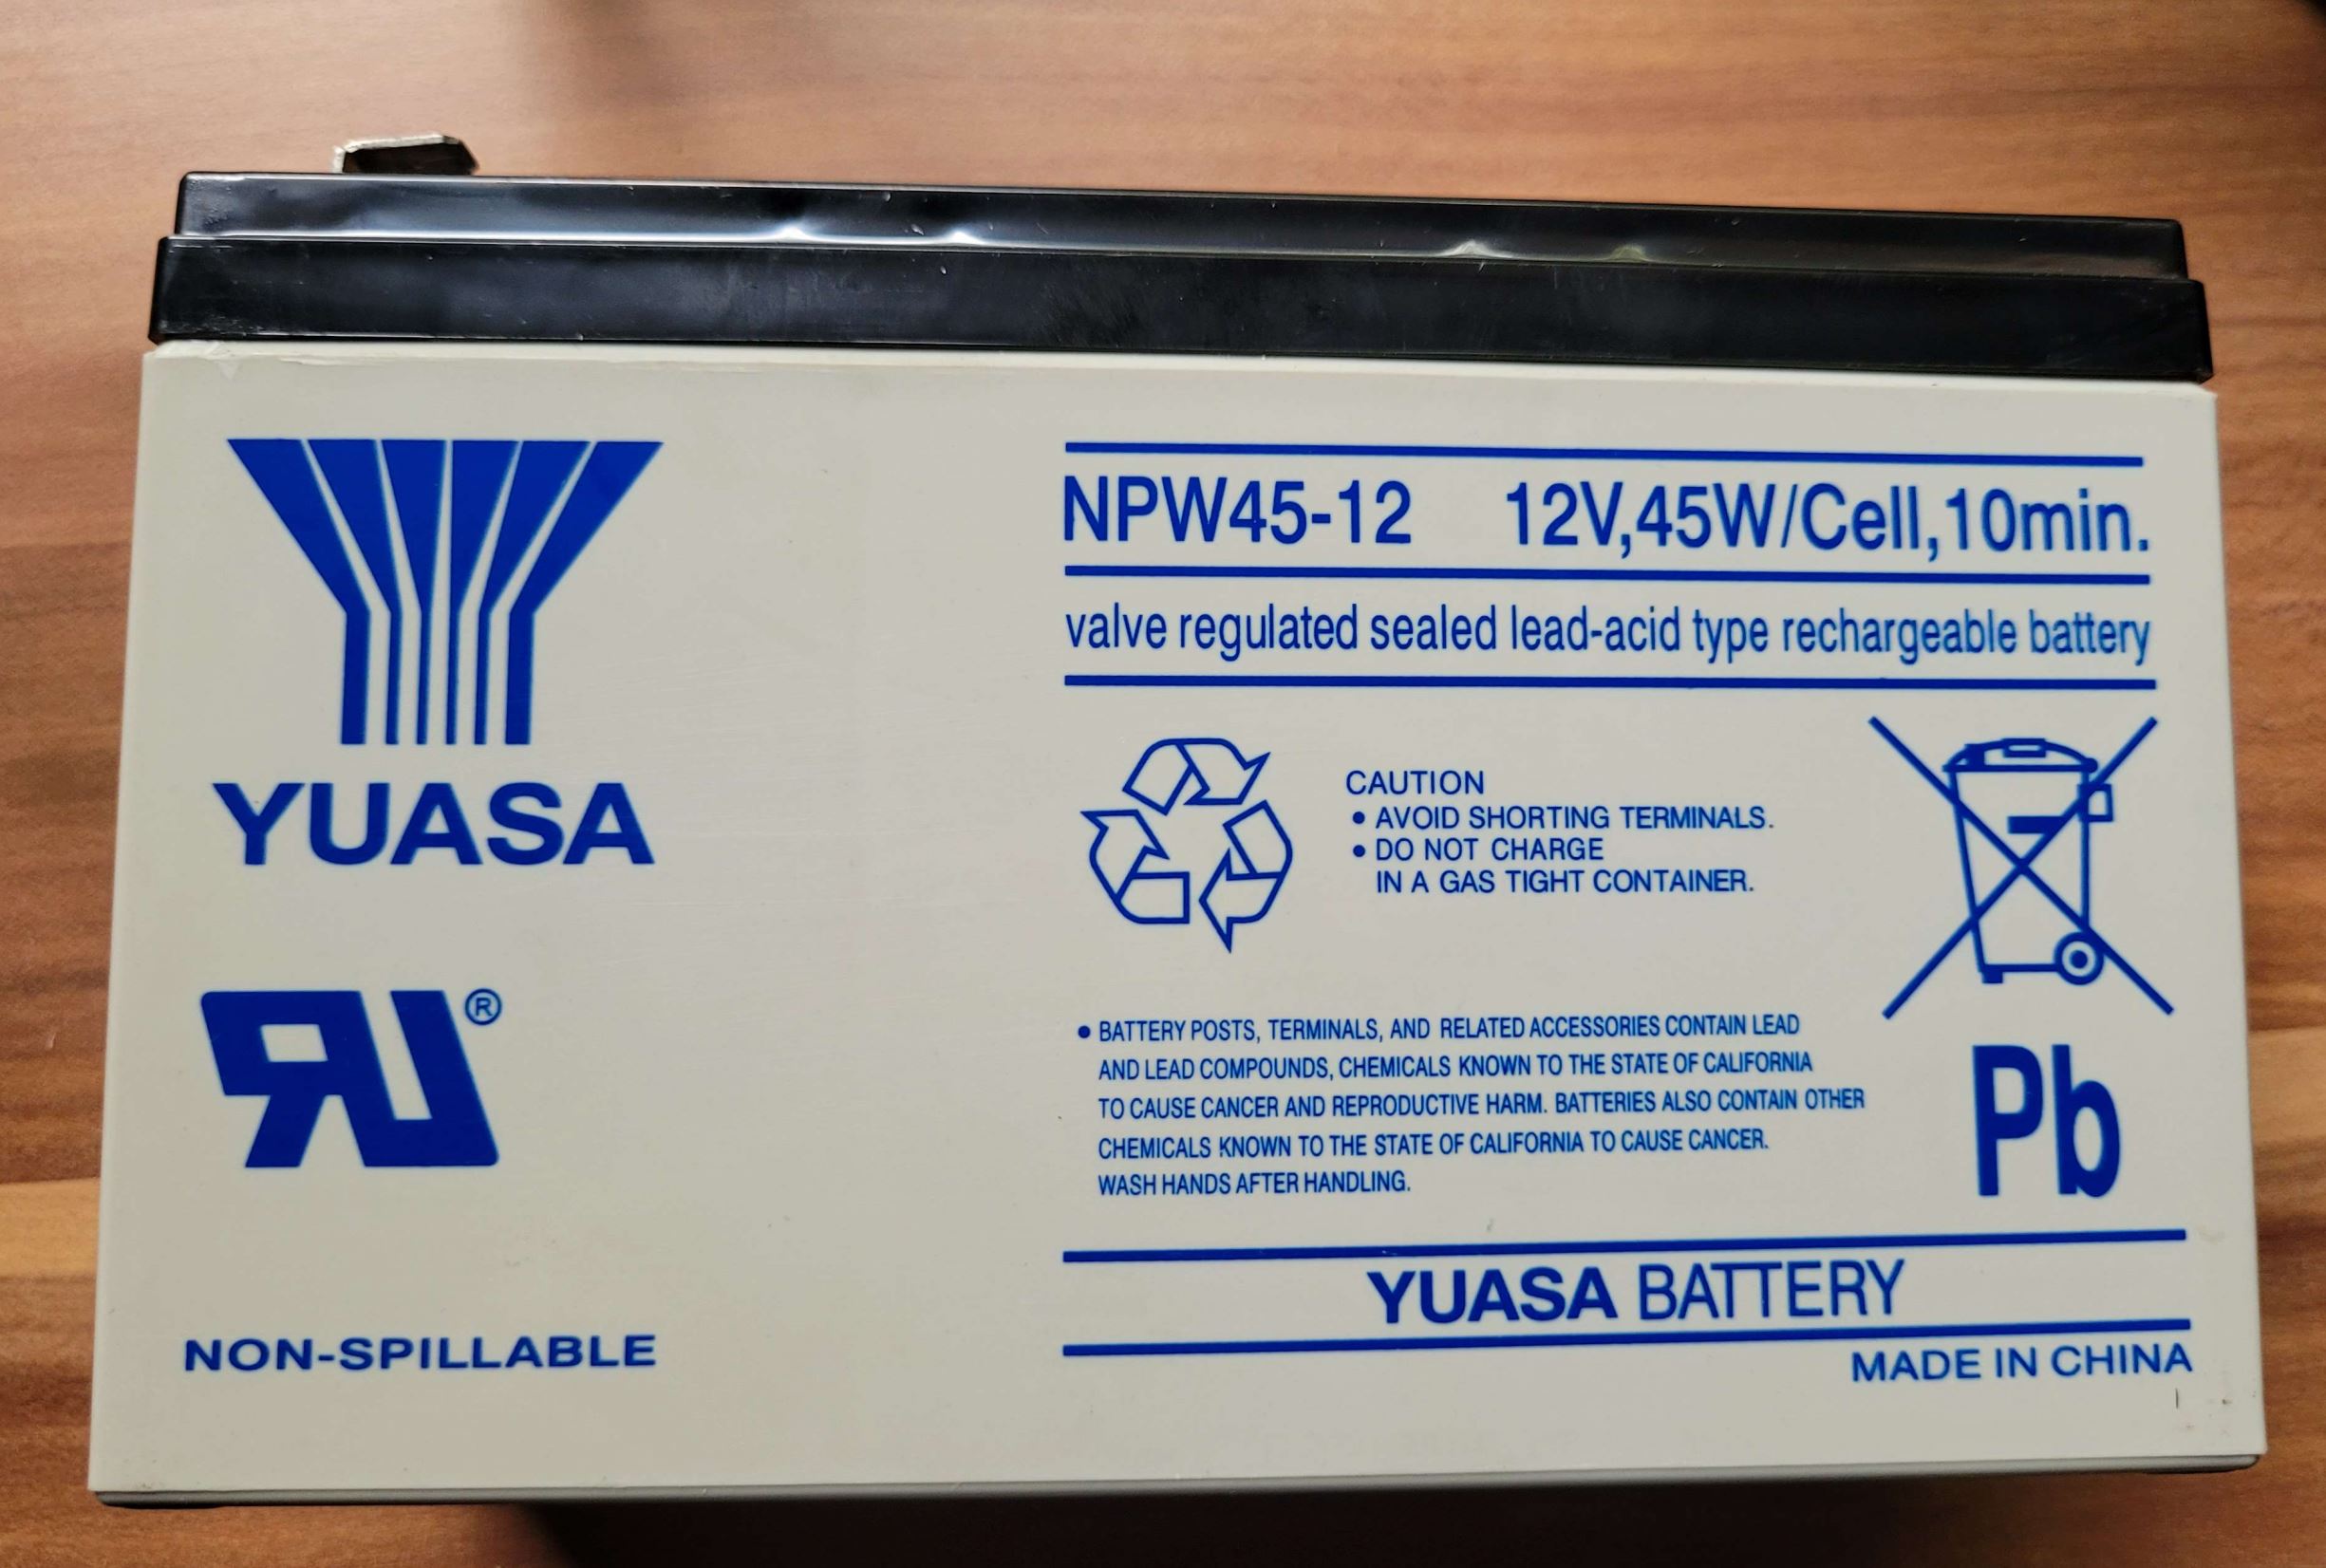 YUASA
®
NON-SPILLABLE
NPW45-12 12V,45W/Cell,10min.
valve regulated sealed lead-acid type rechargeable battery
CAUTION
• AVOID SHORTING TERMINALS.
• DO NOT CHARGE
IN A GAS TIGHT CONTAINER.
• BATTERY POSTS, TERMINALS, AND RELATED ACCESSORIES CONTAIN LEAD
AND LEAD COMPOUNDS, CHEMICALS KNOWN TO THE STATE OF CALIFORNIA
TO CAUSE CANCER AND REPRODUCTIVE HARM. BATTERIES ALSO CONTAIN OTHER
CHEMICALS KNOWN TO THE STATE OF CALIFORNIA TO CAUSE CANCER.
WASH HANDS AFTER HANDLING.
Pb
YUASA BATTERY
MADE IN CHINA